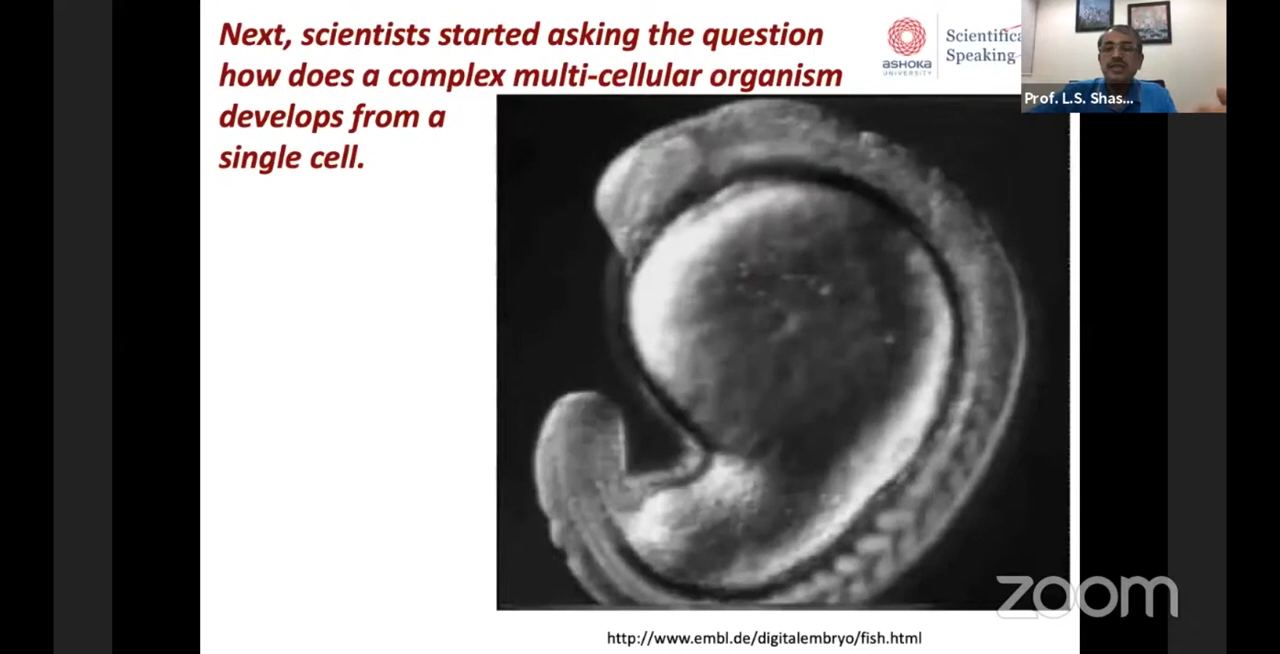 Next, scientists started asking the question
how does a complex multi-cellular organism
develops from a
single cell.
ASHOKA
UNIVERSITY
Speaking
Prof. L.S. Shas...
zoom
http://www.embl.de/digitalembryo/fish.html